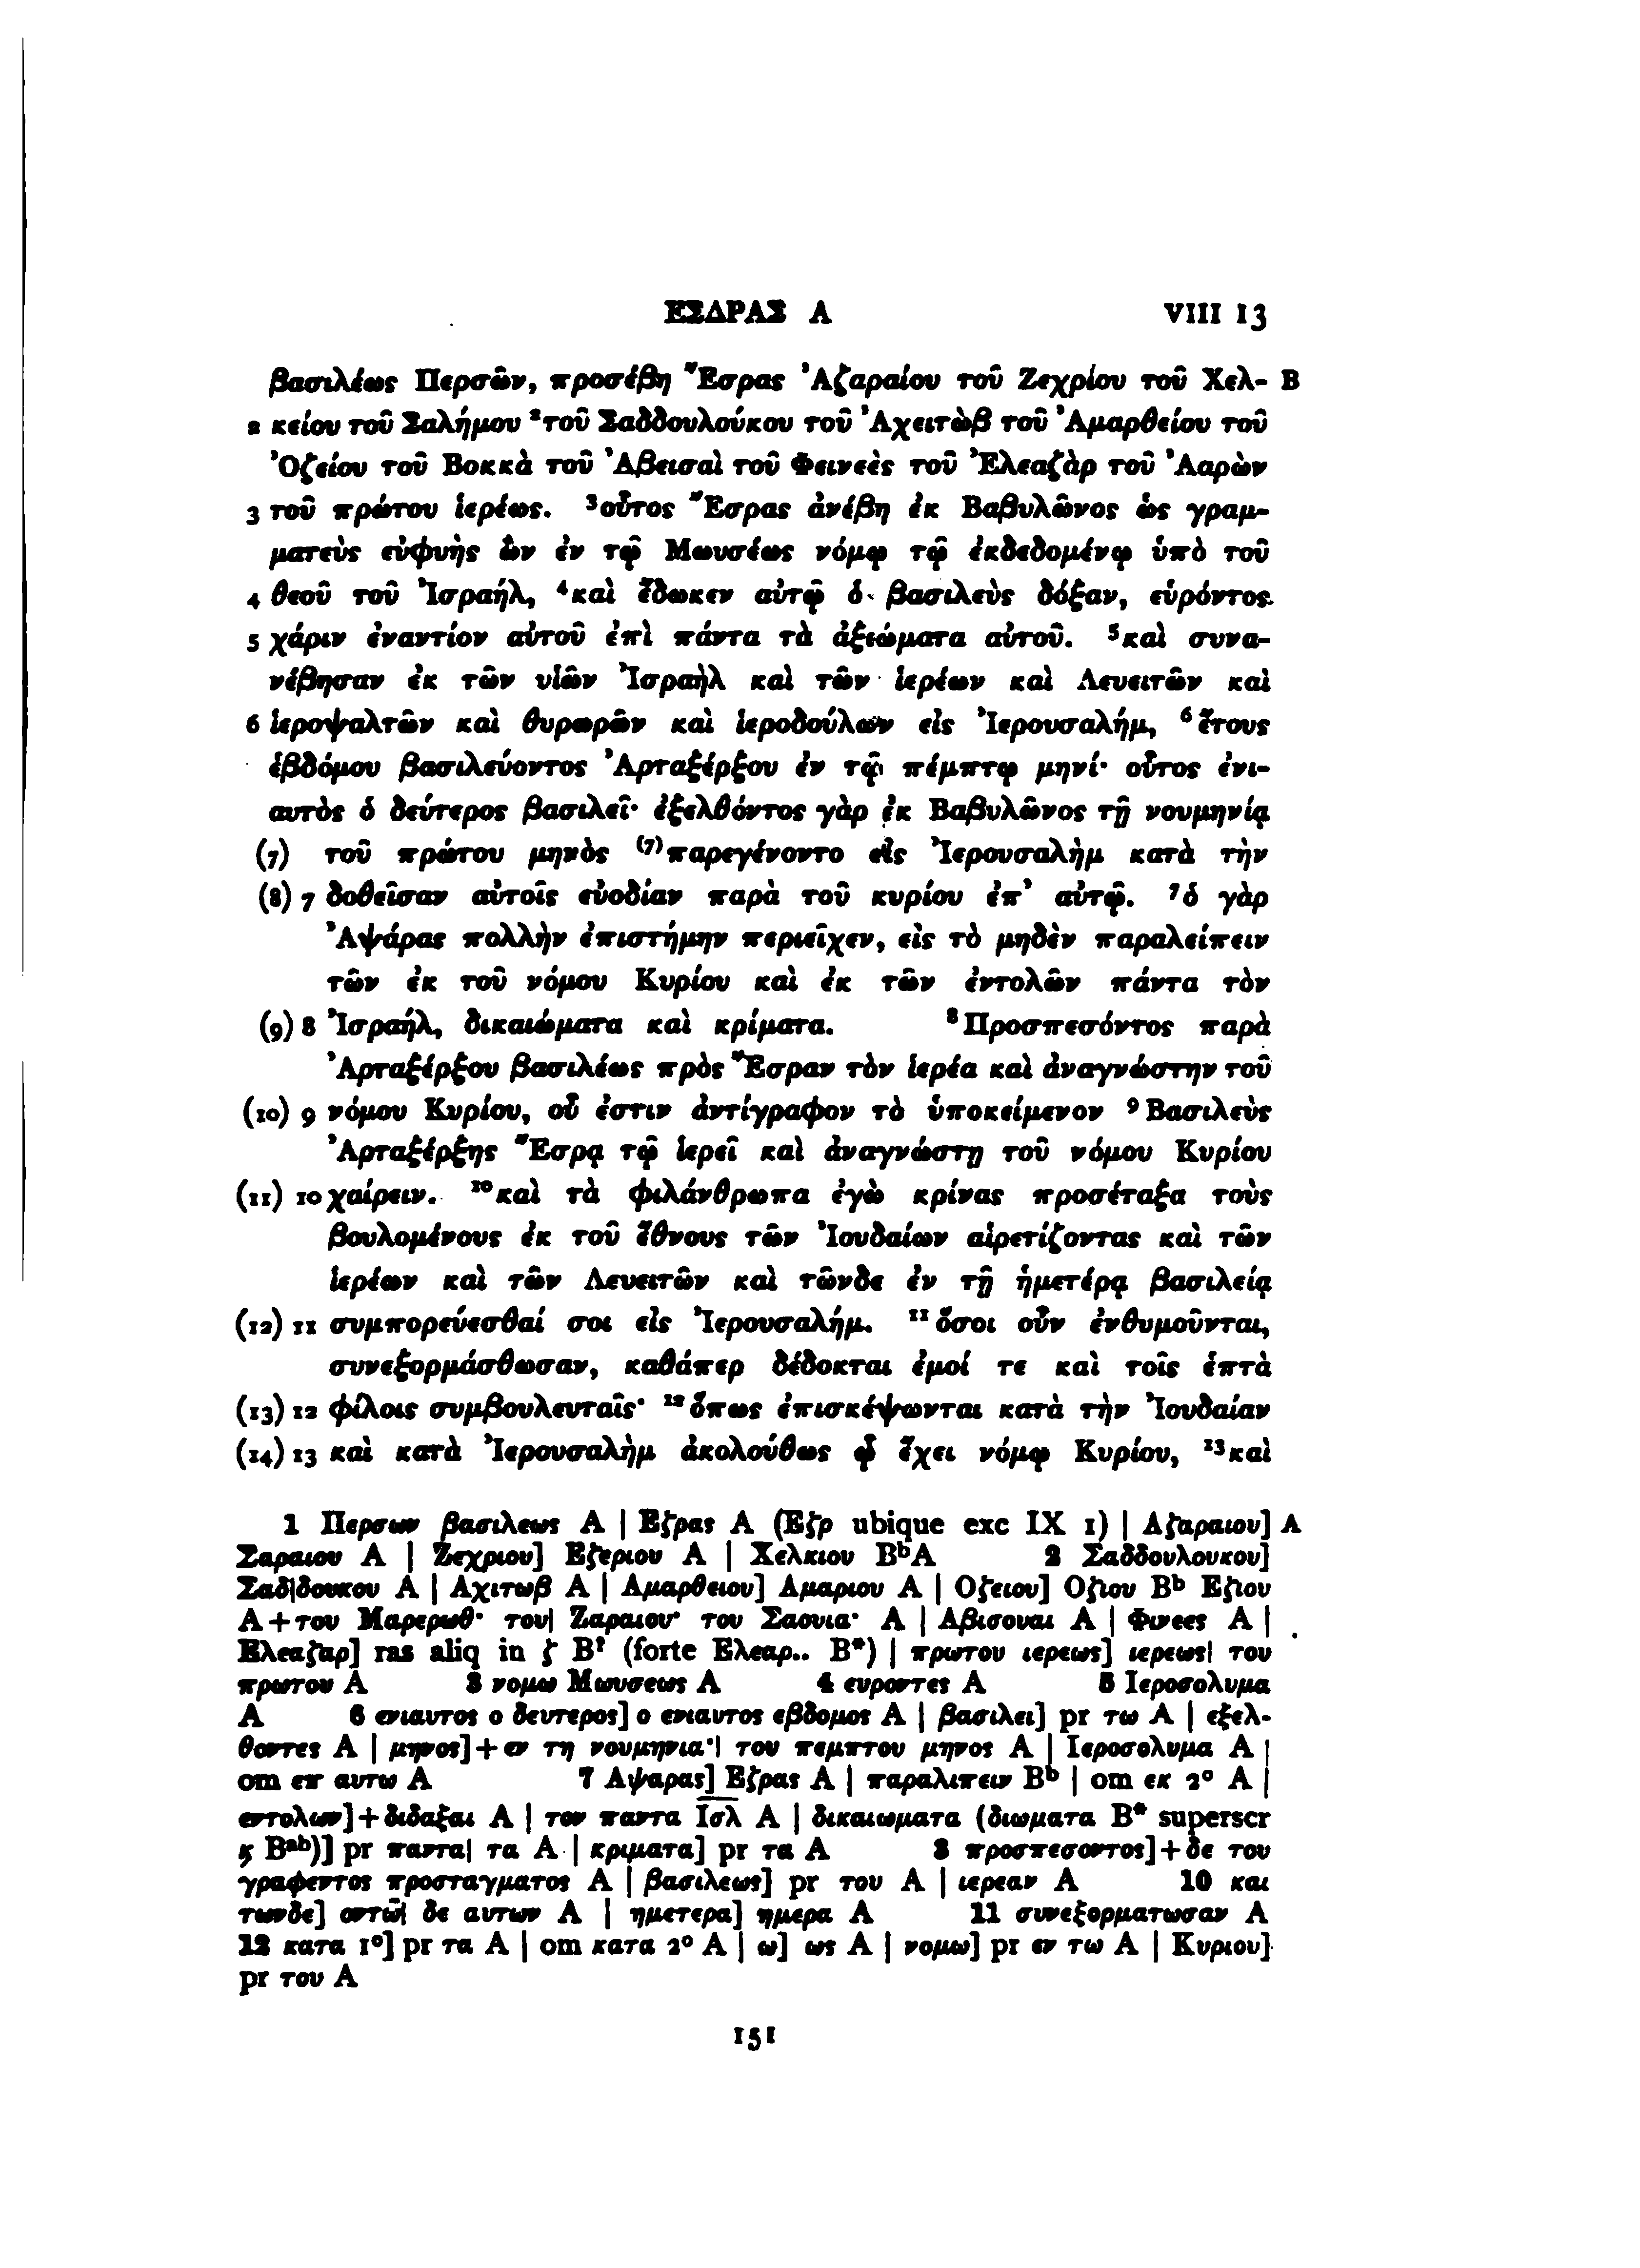 ΕΣΔΡΑΣ Α VIII 13
βασιλέως Περσῶν, προσέβη Ἔσρας Ἀζαραίου τοῦ Ζεχρίου τοῦ Χελ- B
2 κείου τοῦ Σαλήμου ²τοῦ Σαδδουλούκου τοῦ Ἀχειτὼβ τοῦ Ἀμαρθείου τοῦ
Ὀζείου τοῦ Βοκκὰ τοῦ Ἀβεισαὶ τοῦ Φεινεὲς τοῦ Ἐλεαζὰρ τοῦ Ἀαρὼν
3 τοῦ πρώτου ἱερέως. ³οὗτος Ἔσρας ἀνέβη ἐκ Βαβυλῶνος ὡς γραμ-
ματεὺς εὐφυὴς ὢν ἐν τῷ Μωυσέως νόμῳ τῷ ἐκδεδομένῳ ὑπὸ τοῦ
4 θεοῦ τοῦ Ἰσραήλ, ⁴καὶ ἔδωκεν αὐτῷ ὁ βασιλεὺς δόξαν, εὑρόντος
5 χάριν ἐναντίον αὐτοῦ ἐπὶ πάντα τὰ ἀξιώματα αὐτοῦ. ⁵καὶ συνα-
νέβησαν ἐκ τῶν υἱῶν Ἰσραὴλ καὶ τῶν ἱερέων καὶ Λευειτῶν καὶ
6 ἱεροψαλτῶν καὶ θυρωρῶν καὶ ἱεροδούλων εἰς Ἰερουσαλήμ, ⁶ἔτους
ἑβδόμου βασιλεύοντος Ἀρταξέρξου ἐν τῷ πέμπτῳ μηνί· οὗτος ἐνι-
αυτὸς ὁ δεύτερος βασιλεῖ· ἐξελθόντος γὰρ ἐκ Βαβυλῶνος τῇ νουμηνίᾳ
(7) τοῦ πρώτου μηνὸς ⁽⁷⁾παρεγένοντο εἰς Ἰερουσαλὴμ κατὰ τὴν
(8) 7 δοθεῖσαν αὐτοῖς εὐοδίαν παρὰ τοῦ κυρίου ἐπ’ αὐτῷ. ⁷ὁ γὰρ
Ἀψάρας πολλὴν ἐπιστήμην περιεῖχεν, εἰς τὸ μηδὲν παραλείπειν
τῶν ἐκ τοῦ νόμου Κυρίου καὶ ἐκ τῶν ἐντολῶν πάντα τὸν
(9) 8 Ἰσραήλ, δικαιώματα καὶ κρίματα. ⁸Προσπεσόντος παρὰ
Ἀρταξέρξου βασιλέως πρὸς Ἔσραν τὸν ἱερέα καὶ ἀναγνώστην τοῦ
(10) 9 νόμου Κυρίου, οὗ ἐστιν ἀντίγραφον τὸ ὑποκείμενον ⁹Βασιλεὺς
Ἀρταξέρξης Ἔσρᾳ τῷ ἱερεῖ καὶ ἀναγνώστῃ τοῦ νόμου Κυρίου
(11) 10 χαίρειν. ¹⁰καὶ τὰ φιλάνθρωπα ἐγὼ κρίνας προσέταξα τοὺς
βουλομένους ἐκ τοῦ ἔθνους τῶν Ἰουδαίων αἱρετίζοντας καὶ τῶν
ἱερέων καὶ τῶν Λευειτῶν καὶ τῶνδε ἐν τῇ ἡμετέρᾳ βασιλείᾳ
(12) 11 συμπορεύεσθαί σοι εἰς Ἰερουσαλήμ. ¹¹ὅσοι οὖν ἐνθυμοῦνται,
συνεξορμάσθωσαν, καθάπερ δέδοκται ἐμοί τε καὶ τοῖς ἑπτὰ
(13) 12 φίλοις συμβουλευταῖς· ¹²ὅπως ἐπισκέψωνται κατὰ τὴν Ἰουδαίαν
(14) 13 καὶ κατὰ Ἰερουσαλὴμ ἀκολούθως ᾧ ἔχει νόμῳ Κυρίου, ¹³καὶ
1 Περσων βασιλεως A | Εζρας A (Εζρ ubique exc IX 1) | Αζαραιου] A
Σαραιου A | Ζεχριου] Εζεριου A | Χελκιου BᵇA 2 Σαδδουλουκου]
Σαδ|δουκου A | Αχιτωβ A | Αμαρθειου] Αμαριου A | Οζειου] Οζιου Bᵇ Εζιου
A + του Μαρερωθ· του| Ζαραιου· του Σαουια· A | Αβισουαι A | Φινεες A |
Ελεαζαρ] ras aliq in ζ B? (forte Ελεαρ.. B*) | πρωτου ιερεως] ιερεως| του
πρωτου A 3 νομω Μωυσεως A 4 ευροντες A 5 Ιεροσολυμα
A 6 ενιαυτος ο δευτερος] ο ενιαυτος εβδομος A | βασιλει] pr τω A | εξελ-
θοντες A | μηνος] + εν τη νουμηνια·| του πεμπτου μηνος A | Ιεροσολυμα A |
om επ αυτω A 7 Αψαρας] Εζρας A | παραλιπειν Bᵇ | om εκ 2° A |
εντολων] + διδαξαι A | τον παντα Ισλ A | δικαιωματα (διωματα B* superscr
ϗ Bᵃᵇ)] pr παντα| τα A | κριματα] pr τα A 8 προσπεσοντος] + δε του
γραφεντος προσταγματος A | βασιλεως] pr του A | ιερεαν A 10 και
τωνδε] οντω̅| δε αυτων A | ημετερα] ημερα A 11 συνεξορματωσαν A
12 κατα 1°] pr τα A | om κατα 2° A | ω] ως A | νομω] pr εν τω A | Κυριου]
pr του A
151